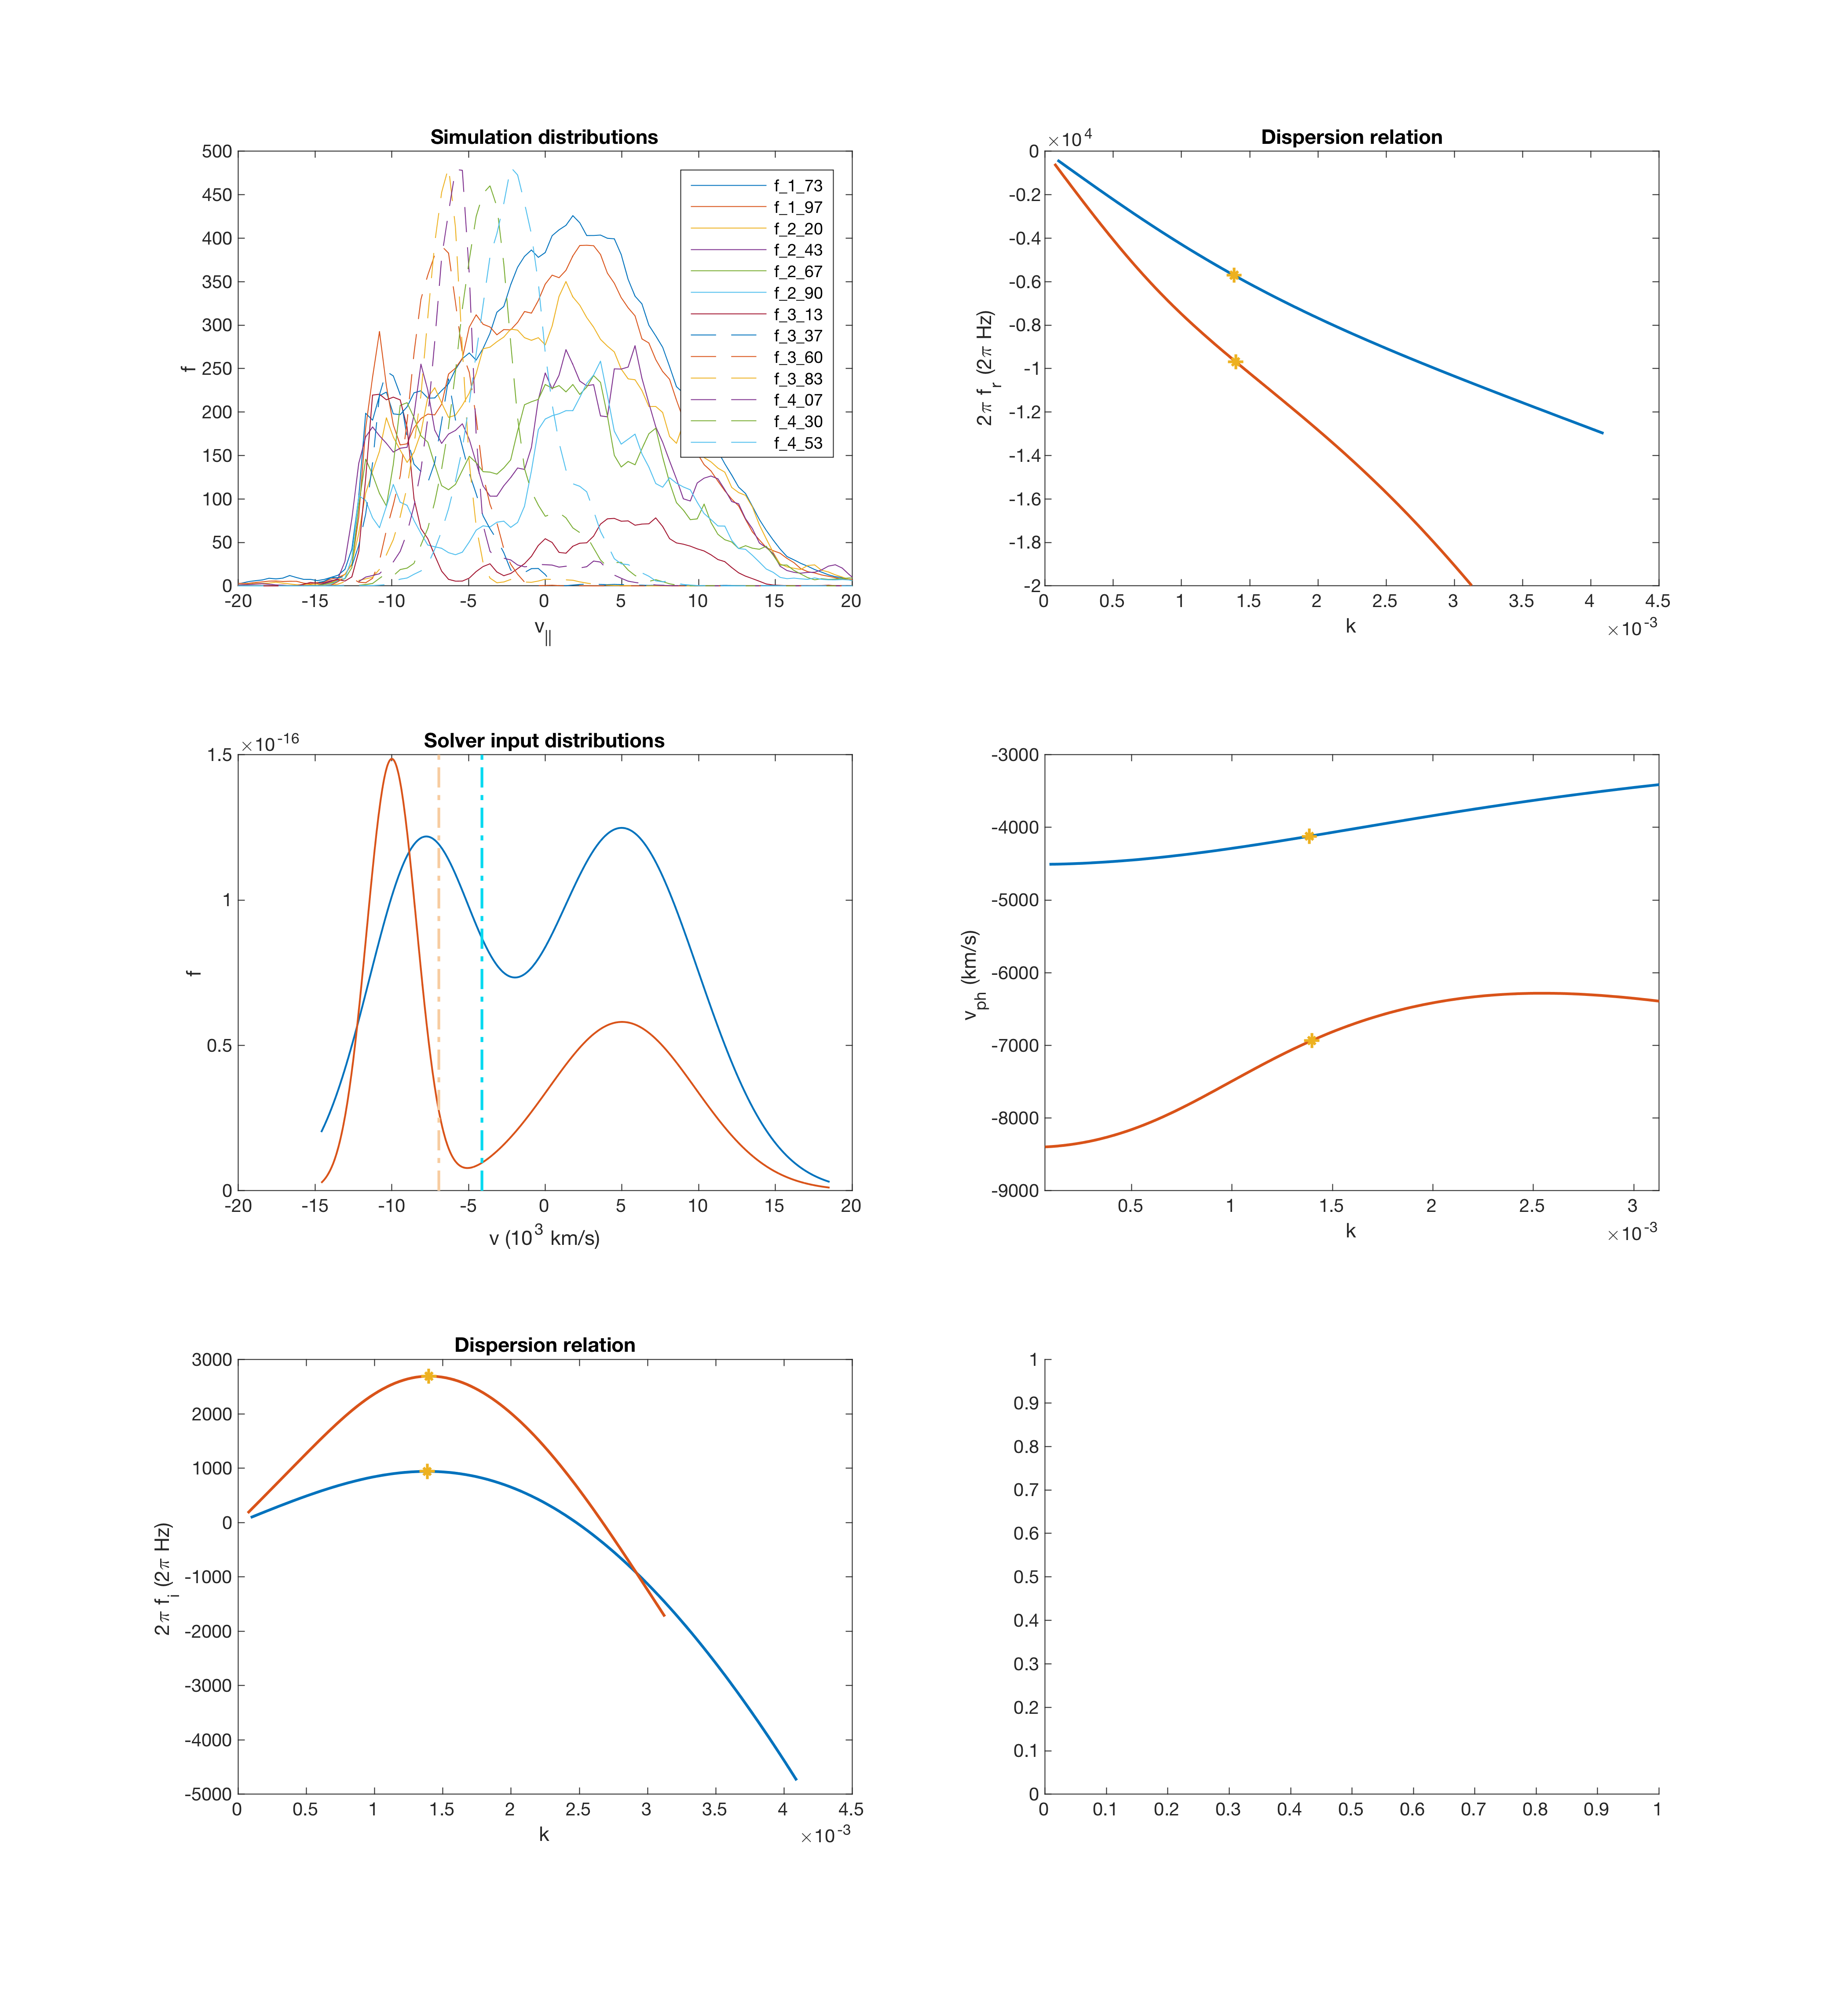 Simulation distributions
500
450
400
350
300
250
200
150
100
50
0
f
-20 -15 -10 -5 0 5 10 15 20
v||
f_1_73
f_1_97
f_2_20
f_2_43
f_2_67
f_2_90
f_3_13
f_3_37
f_3_60
f_3_83
f_4_07
f_4_30
f_4_53
Dispersion relation
×10^4
0
-0.2
-0.4
-0.6
-0.8
-1
-1.2
-1.4
-1.6
-1.8
-2
2π f_r (2π Hz)
0 0.5 1 1.5 2 2.5 3 3.5 4 4.5
k
×10^-3
Solver input distributions
×10^-16
1.5
1
0.5
0
f
-20 -15 -10 -5 0 5 10 15 20
v (10^3 km/s)
-3000
-4000
-5000
-6000
-7000
-8000
-9000
v_ph (km/s)
0.5 1 1.5 2 2.5 3
k
×10^-3
Dispersion relation
3000
2000
1000
0
-1000
-2000
-3000
-4000
-5000
2π f_i (2π Hz)
0 0.5 1 1.5 2 2.5 3 3.5 4 4.5
k
×10^-3
1
0.9
0.8
0.7
0.6
0.5
0.4
0.3
0.2
0.1
0
0 0.1 0.2 0.3 0.4 0.5 0.6 0.7 0.8 0.9 1